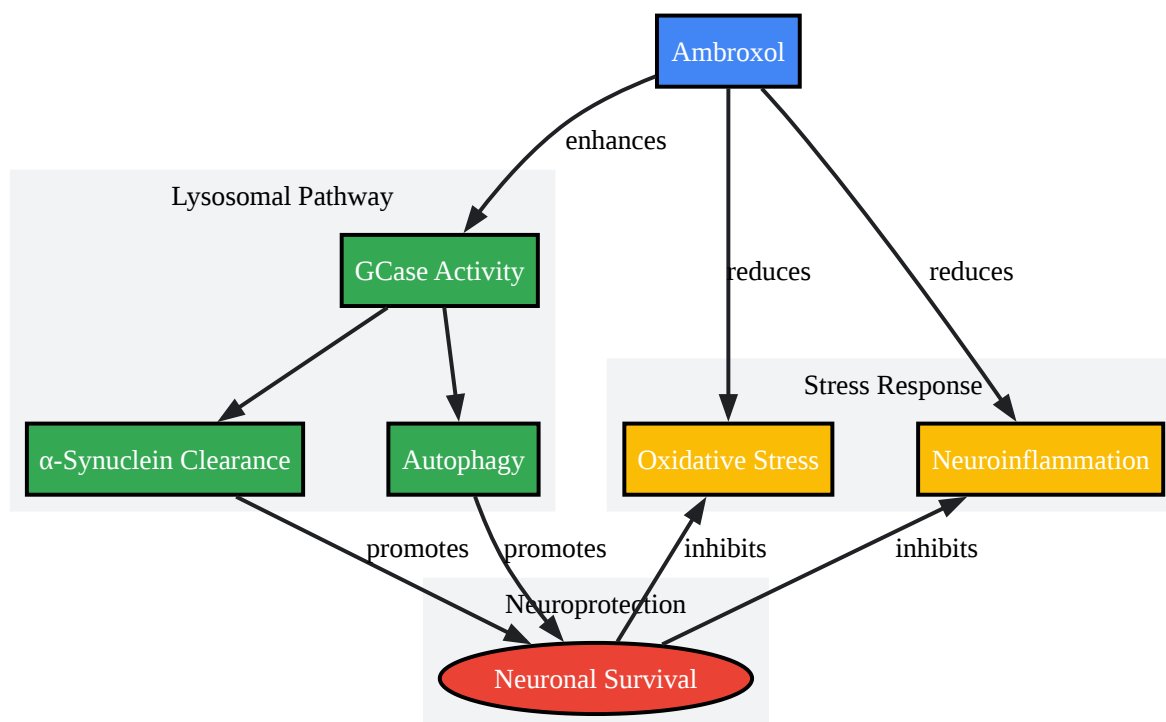 Ambroxol
enhances
Lysosomal Pathway
GCase Activity
reduces
reduces
Stress Response
α-Synuclein Clearance
Autophagy
Oxidative Stress
Neuroinflammation
promotes
promotes
inhibits
inhibits
Neuroprotection
Neuronal Survival